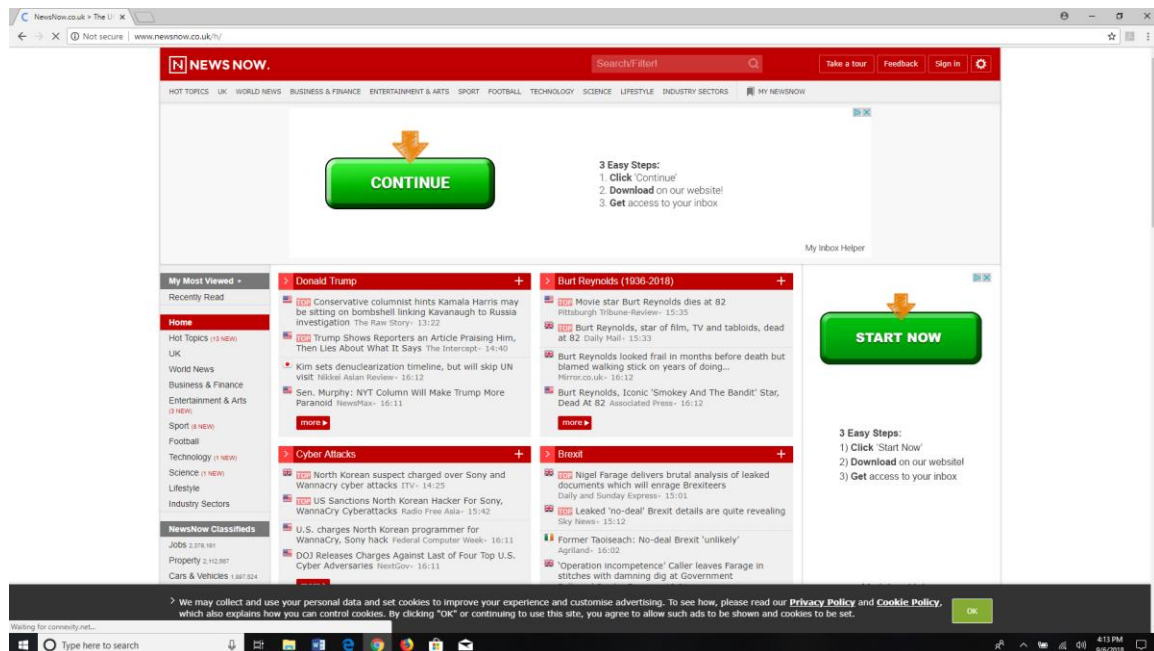 NewsNow.co.uk > The U
Not secure | www.newsnow.co.uk/h/
N NEWS NOW.
Search/Filter!
Take a tour
Feedback
Sign in
HOT TOPICS UK WORLD NEWS BUSINESS & FINANCE ENTERTAINMENT & ARTS SPORT FOOTBALL TECHNOLOGY SCIENCE LIFESTYLE INDUSTRY SECTORS MY NEWSNOW
CONTINUE
3 Easy Steps:
1. Click 'Continue'
2. Download on our website!
3. Get access to your inbox
My Inbox Helper
My Most Viewed
Recently Read
Home
Hot Topics (13 NEW)
UK
World News
Business & Finance
Entertainment & Arts
(3 NEW)
Sport (8 NEW)
Football
Technology (1 NEW)
Science (1 NEW)
Lifestyle
Industry Sectors
NewsNow Classifieds
Jobs
Property
Cars & Vehicles
Donald Trump
TOP Conservative columnist hints Kamala Harris may
be sitting on bombshell linking Kavanaugh to Russia
investigation The Raw Story- 13:22
TOP Trump Shows Reporters an Article Praising Him,
Then Lies About What It Says The Intercept- 14:40
Kim sets denuclearization timeline, but will skip UN
visit Nikkei Asian Review- 16:12
Sen. Murphy: NYT Column Will Make Trump More
Paranoid NewsMax- 16:11
more
Burt Reynolds (1936-2018)
TOP Movie star Burt Reynolds dies at 82
Pittsburgh Tribune-Review- 15:35
TOP Burt Reynolds, star of film, TV and tabloids, dead
at 82 Daily Mail- 15:33
Burt Reynolds looked frail in months before death but
blamed walking stick on years of doing...
Mirror.co.uk- 16:12
Burt Reynolds, Iconic 'Smokey And The Bandit' Star,
Dead At 82 Associated Press- 16:12
more
Cyber Attacks
TOP North Korean suspect charged over Sony and
Wannacry cyber attacks ITV- 14:25
TOP US Sanctions North Korean Hacker For Sony,
WannaCry Cyberattacks Radio Free Asia- 15:42
U.S. charges North Korean programmer for
WannaCry, Sony hack Federal Computer Week- 16:11
DOJ Releases Charges Against Last of Four Top U.S.
Cyber Adversaries NextGov- 16:11
Brexit
TOP Nigel Farage delivers brutal analysis of leaked
documents which will enrage Brexiteers
Daily and Sunday Express- 15:01
TOP Leaked 'no-deal' Brexit details are quite revealing
Sky News- 15:12
Former Taoiseach: No-deal Brexit 'unlikely'
Agriland- 16:02
'Operation incompetence' Caller leaves Farage in
stitches with damning dig at Government
START NOW
3 Easy Steps:
1) Click 'Start Now'
2) Download on our website!
3) Get access to your inbox
> We may collect and use your personal data and set cookies to improve your experience and customise advertising. To see how, please read our Privacy Policy and Cookie Policy,
which also explains how you can control cookies. By clicking "OK" or continuing to use this site, you agree to allow such ads to be shown and cookies to be set.
OK
Waiting for connexity.net...
Type here to search
4:13 PM
9/6/2018